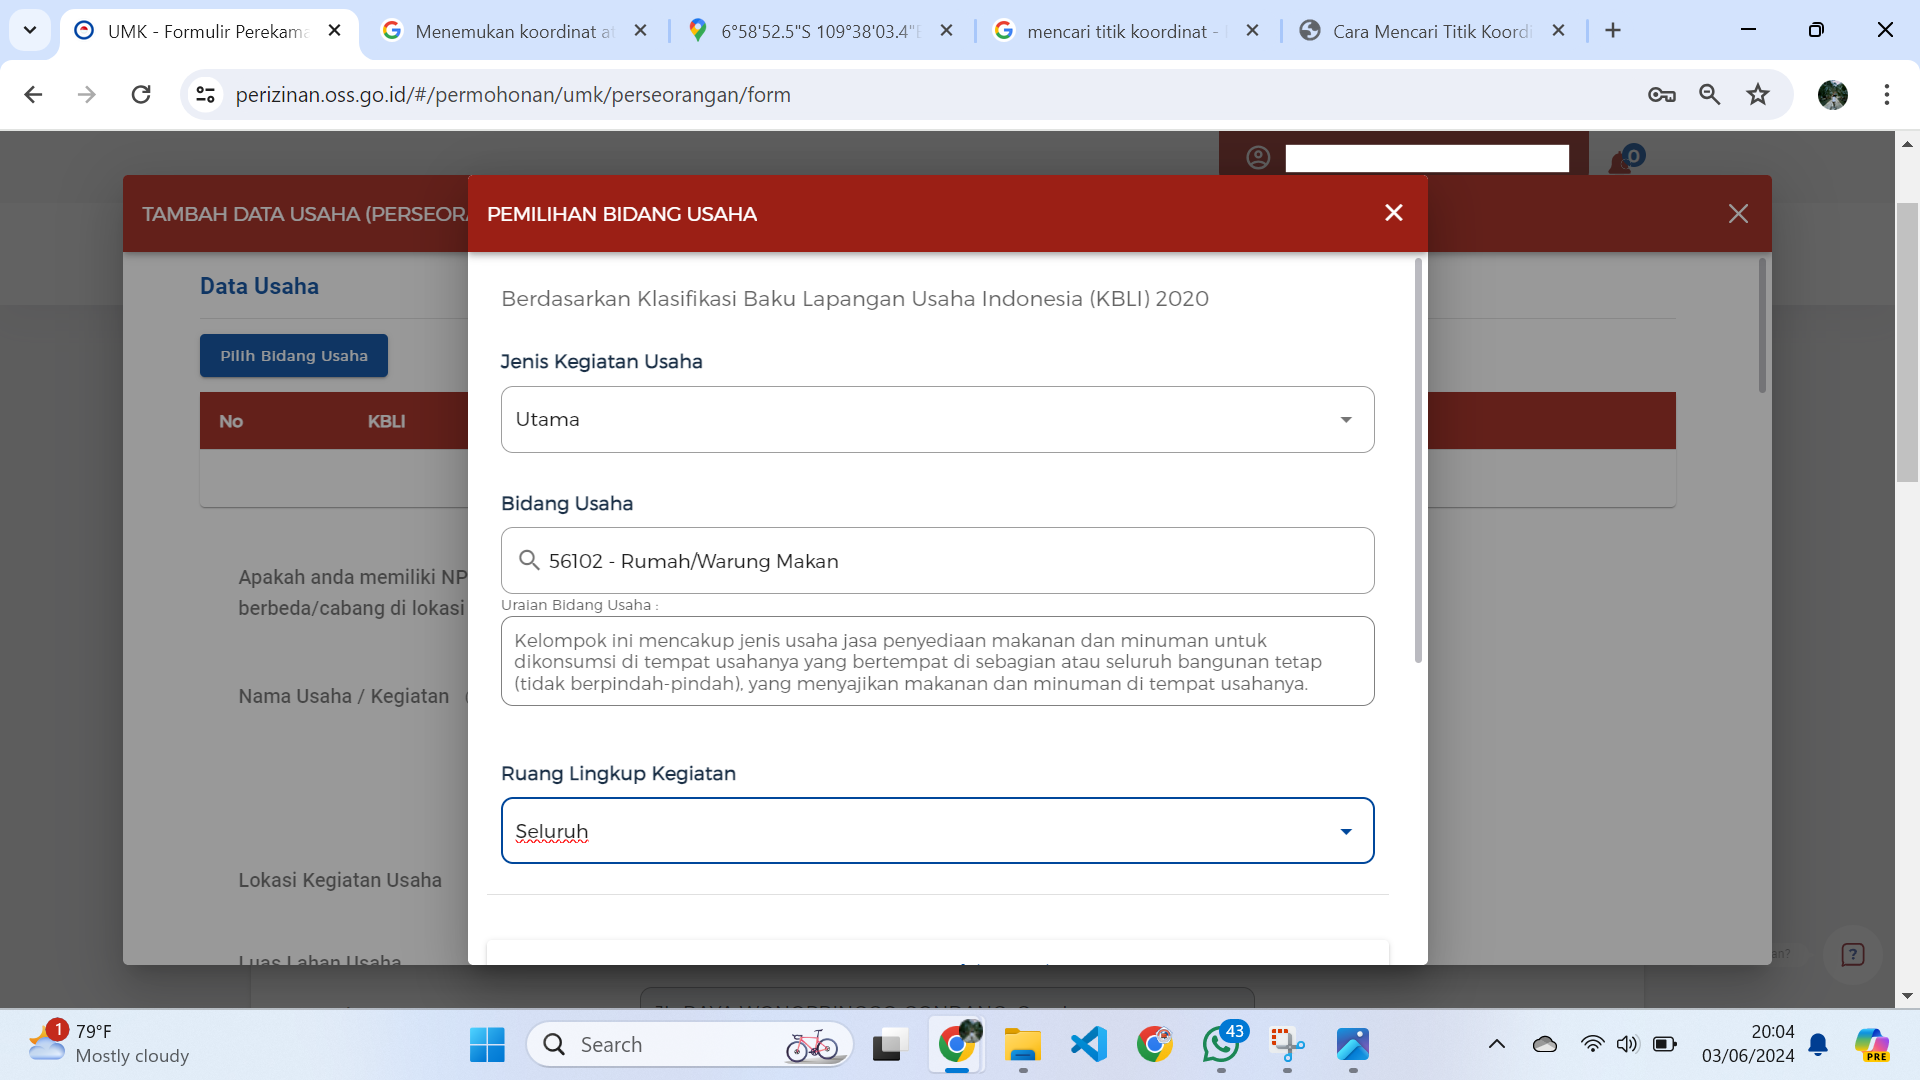 UMK - Formulir Perekama
Menemukan koordinat at
6°58'52.5"S 109°38'03.4"E
mencari titik koordinat -
Cara Mencari Titik Koordi
perizinan.oss.go.id/#/permohonan/umk/perseorangan/form
0
TAMBAH DATA USAHA (PERSEORA
PEMILIHAN BIDANG USAHA
Data Usaha
Berdasarkan Klasifikasi Baku Lapangan Usaha Indonesia (KBLI) 2020
Pilih Bidang Usaha
Jenis Kegiatan Usaha
No
KBLI
Utama
Bidang Usaha
56102 - Rumah/Warung Makan
Apakah anda memiliki NP
berbeda/cabang di lokasi
Uraian Bidang Usaha :
Kelompok ini mencakup jenis usaha jasa penyediaan makanan dan minuman untuk
dikonsumsi di tempat usahanya yang bertempat di sebagian atau seluruh bangunan tetap
(tidak berpindah-pindah), yang menyajikan makanan dan minuman di tempat usahanya.
Nama Usaha / Kegiatan
Ruang Lingkup Kegiatan
Seluruh
Lokasi Kegiatan Usaha
Luas Lahan Usaha
an?
1
79°F
Mostly cloudy
Search
43
20:04
03/06/2024
PRE